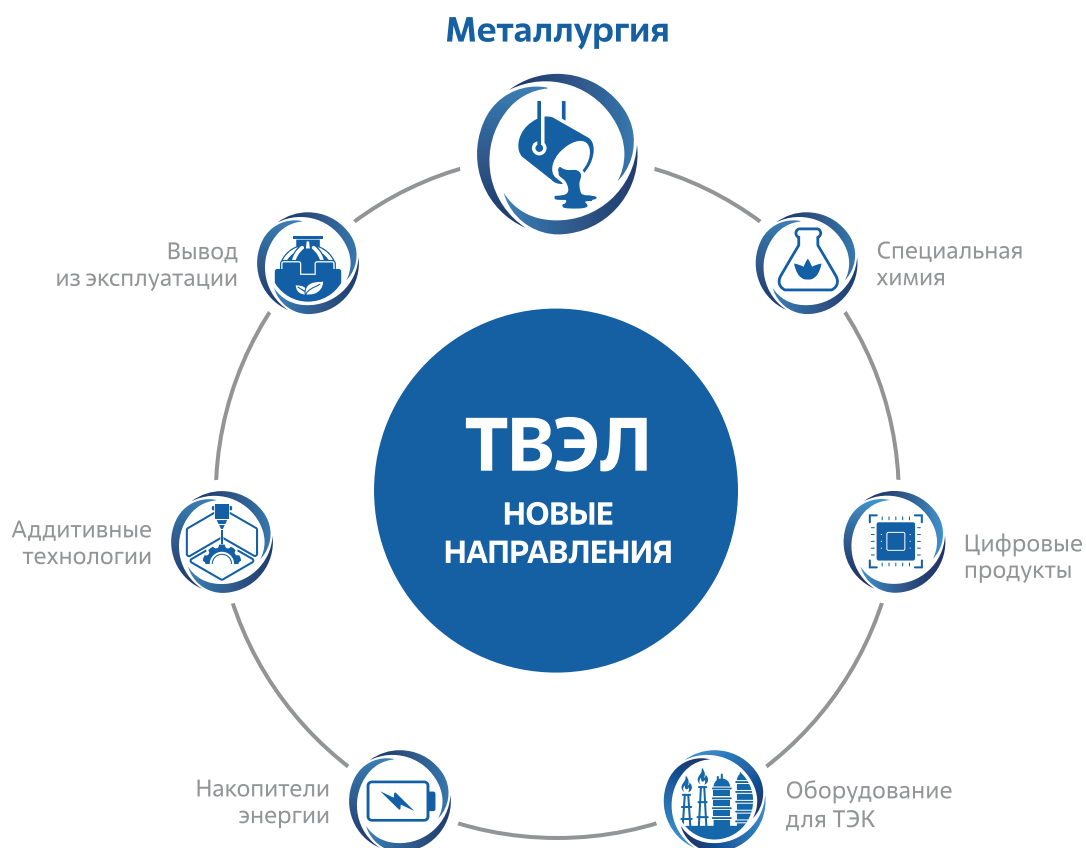 Металлургия
Вывод
из эксплуатации
Специальная
химия
ТВЭЛ
НОВЫЕ
НАПРАВЛЕНИЯ
Аддитивные
технологии
Цифровые
продукты
Накопители
энергии
Оборудование
для ТЭК